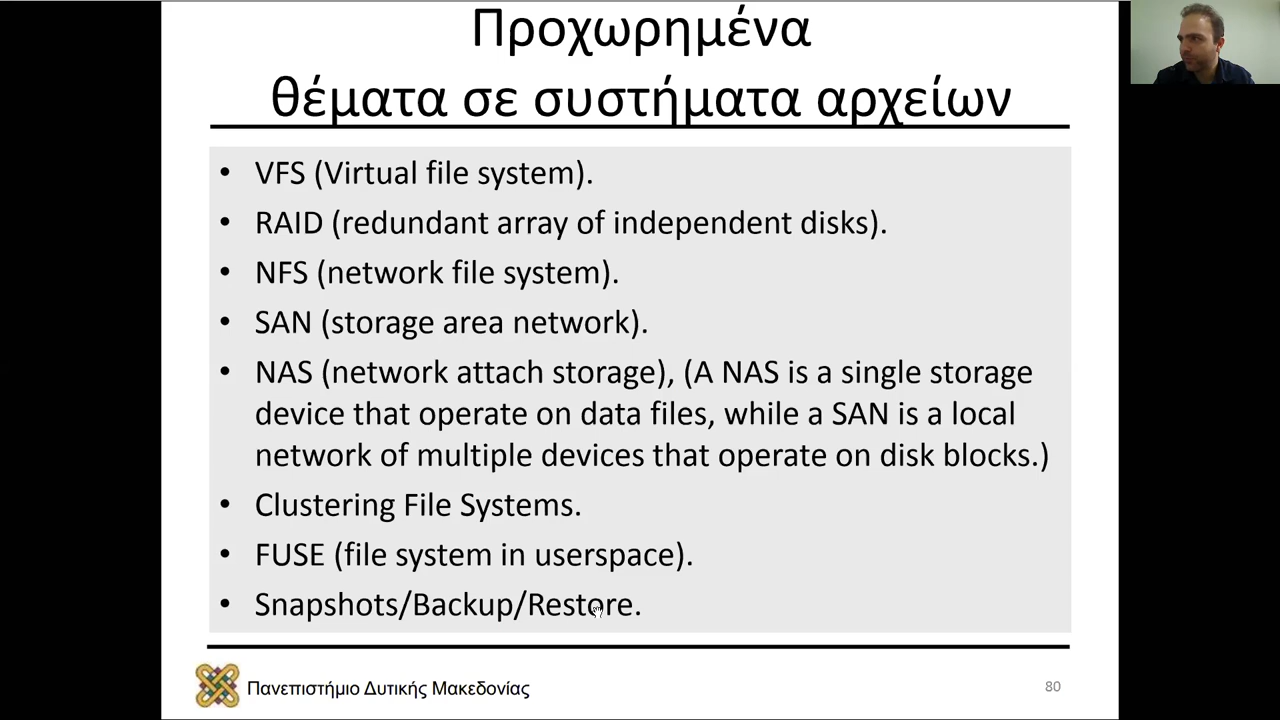 Προχωρημένα
θέματα σε συστήματα αρχείων
• VFS (Virtual file system).
• RAID (redundant array of independent disks).
• NFS (network file system).
• SAN (storage area network).
• NAS (network attach storage), (A NAS is a single storage
device that operate on data files, while a SAN is a local
network of multiple devices that operate on disk blocks.)
• Clustering File Systems.
• FUSE (file system in userspace).
• Snapshots/Backup/Restore.
Πανεπιστήμιο Δυτικής Μακεδονίας
80